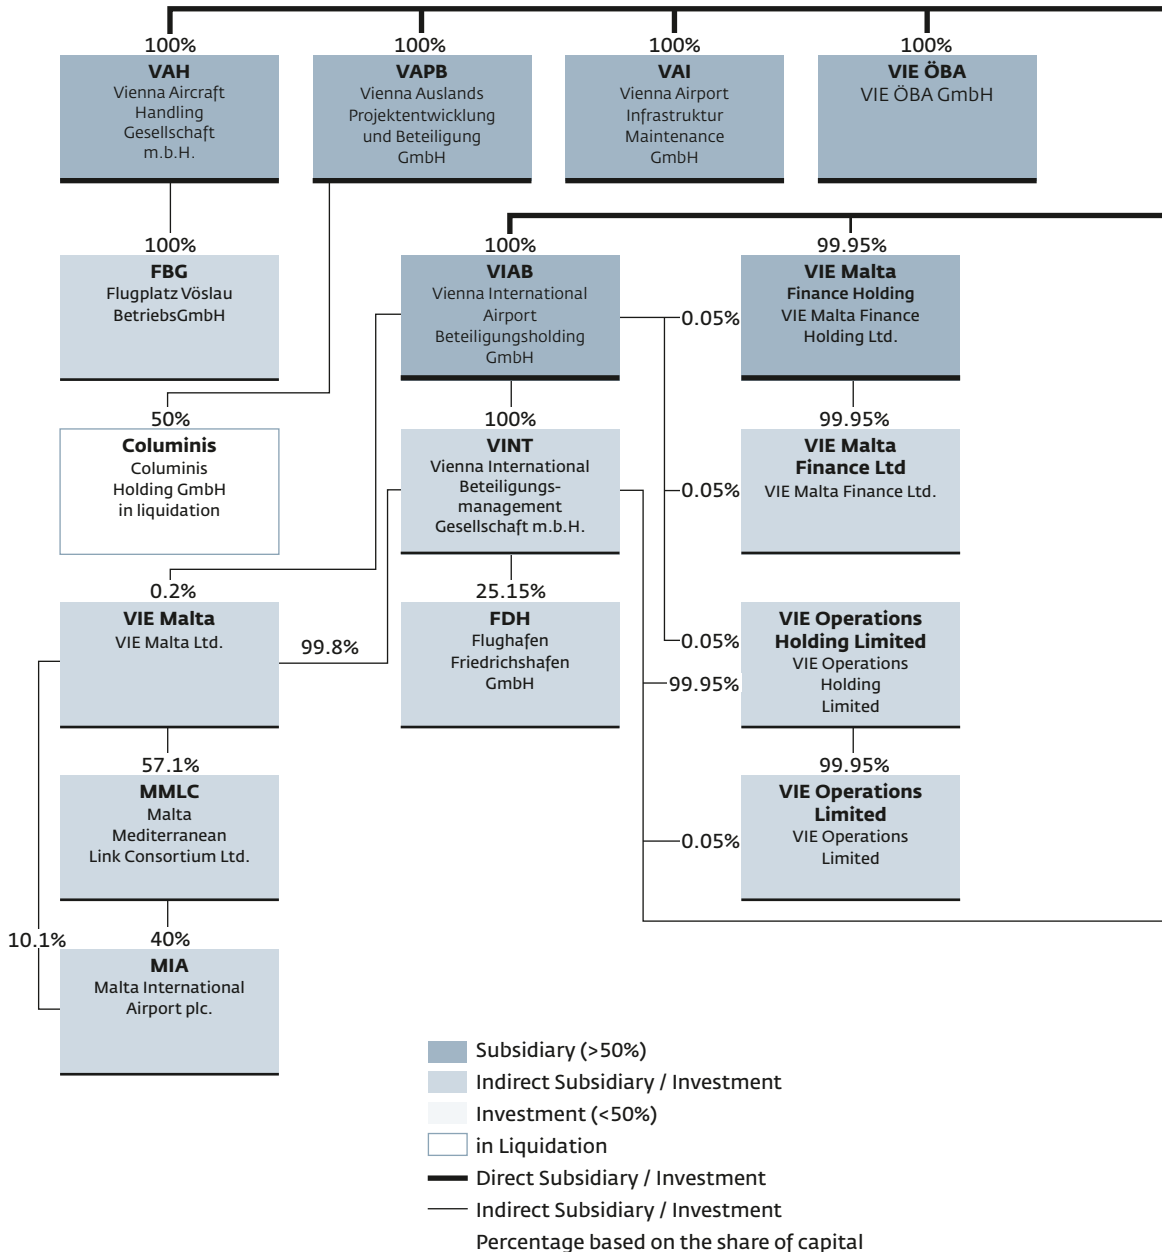 100%
100%
100%
100%
VAH
Vienna Aircraft
Handling
Gesellschaft
m.b.H.
VAPB
Vienna Auslands
Projektentwicklung
und Beteiligung
GmbH
VAI
Vienna Airport
Infrastruktur
Maintenance
GmbH
VIE ÖBA
VIE ÖBA GmbH
100%
FBG
Flugplatz Vöslau
BetriebsGmbH
100%
VIAB
Vienna International
Airport
Beteiligungsholding
GmbH
99.95%
0.05%
VIE Malta
Finance Holding
VIE Malta Finance
Holding Ltd.
50%
Columinis
Columinis
Holding GmbH
in liquidation
100%
VINT
Vienna International
Beteiligungs-
management
Gesellschaft m.b.H.
99.95%
0.05%
VIE Malta
Finance Ltd
VIE Malta Finance Ltd.
0.2%
VIE Malta
VIE Malta Ltd.
99.8%
25.15%
FDH
Flughafen
Friedrichshafen
GmbH
0.05%
99.95%
VIE Operations
Holding Limited
VIE Operations
Holding
Limited
57.1%
MMLC
Malta
Mediterranean
Link Consortium Ltd.
99.95%
0.05%
VIE Operations
Limited
VIE Operations
Limited
10.1%
40%
MIA
Malta International
Airport plc.
Subsidiary (>50%)
Indirect Subsidiary / Investment
Investment (<50%)
in Liquidation
Direct Subsidiary / Investment
Indirect Subsidiary / Investment
Percentage based on the share of capital